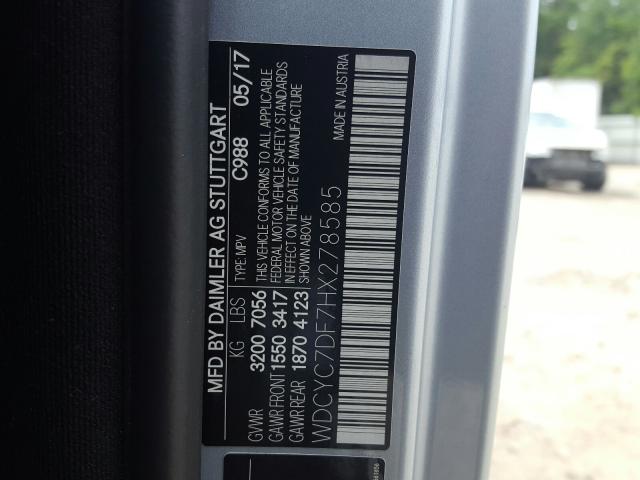 MFD BY DAIMLER AG STUTTGART
KG LBS TYPE: MPV C988 05/17
GVWR 3200 7056 THIS VEHICLE CONFORMS TO ALL APPLICABLE
GAWR FRONT 1550 3417 FEDERAL MOTOR VEHICLE SAFETY STANDARDS
GAWR REAR 1870 4123 IN EFFECT ON THE DATE OF MANUFACTURE
SHOWN ABOVE
WDCYC7DF7HX278585 MADE IN AUSTRIA